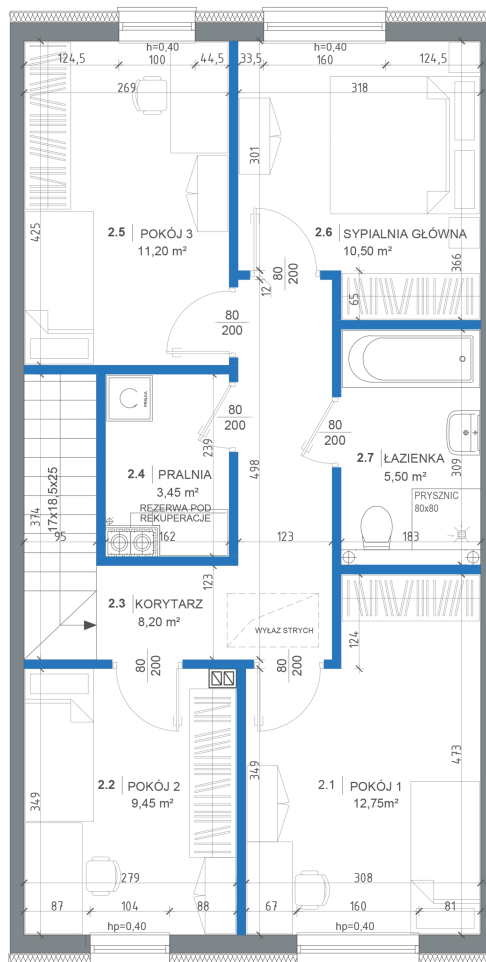 h=0,40
h=0,40
124,5
100
44,5
33,5
160
124,5
269
318
301
425
2.5 POKÓJ 3
11,20 m²
2.6 SYPIALNIA GŁÓWNA
10,50 m²
366
80
200
12
65
80
200
PRALKA
80
200
80
200
239
2.7 ŁAZIENKA
5,50 m²
309
2.4 PRALNIA
3,45 m²
498
374
17x18,5x25
REZERWA POD
REKUPERACJE
PRYSZNIC
80x80
95
162
123
183
123
2.3 KORYTARZ
8,20 m²
WYŁAZ STRYCH
124
80
200
80
200
349
2.2 POKÓJ 2
9,45 m²
349
2.1 POKÓJ 1
12,75m²
473
279
308
87
104
88
67
160
81
hp=0,40
hp=0,40